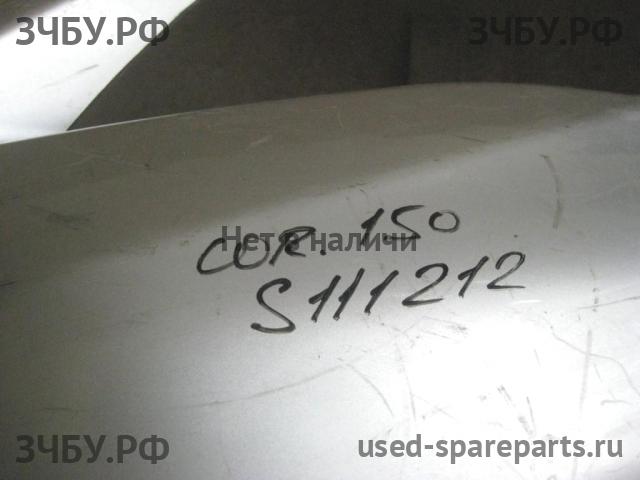 ЗЧБУ.РФ ЗЧБУ.РФ
COR. 150
Нет в наличии
S111212
ЗЧБУ.РФ used-spareparts.ru